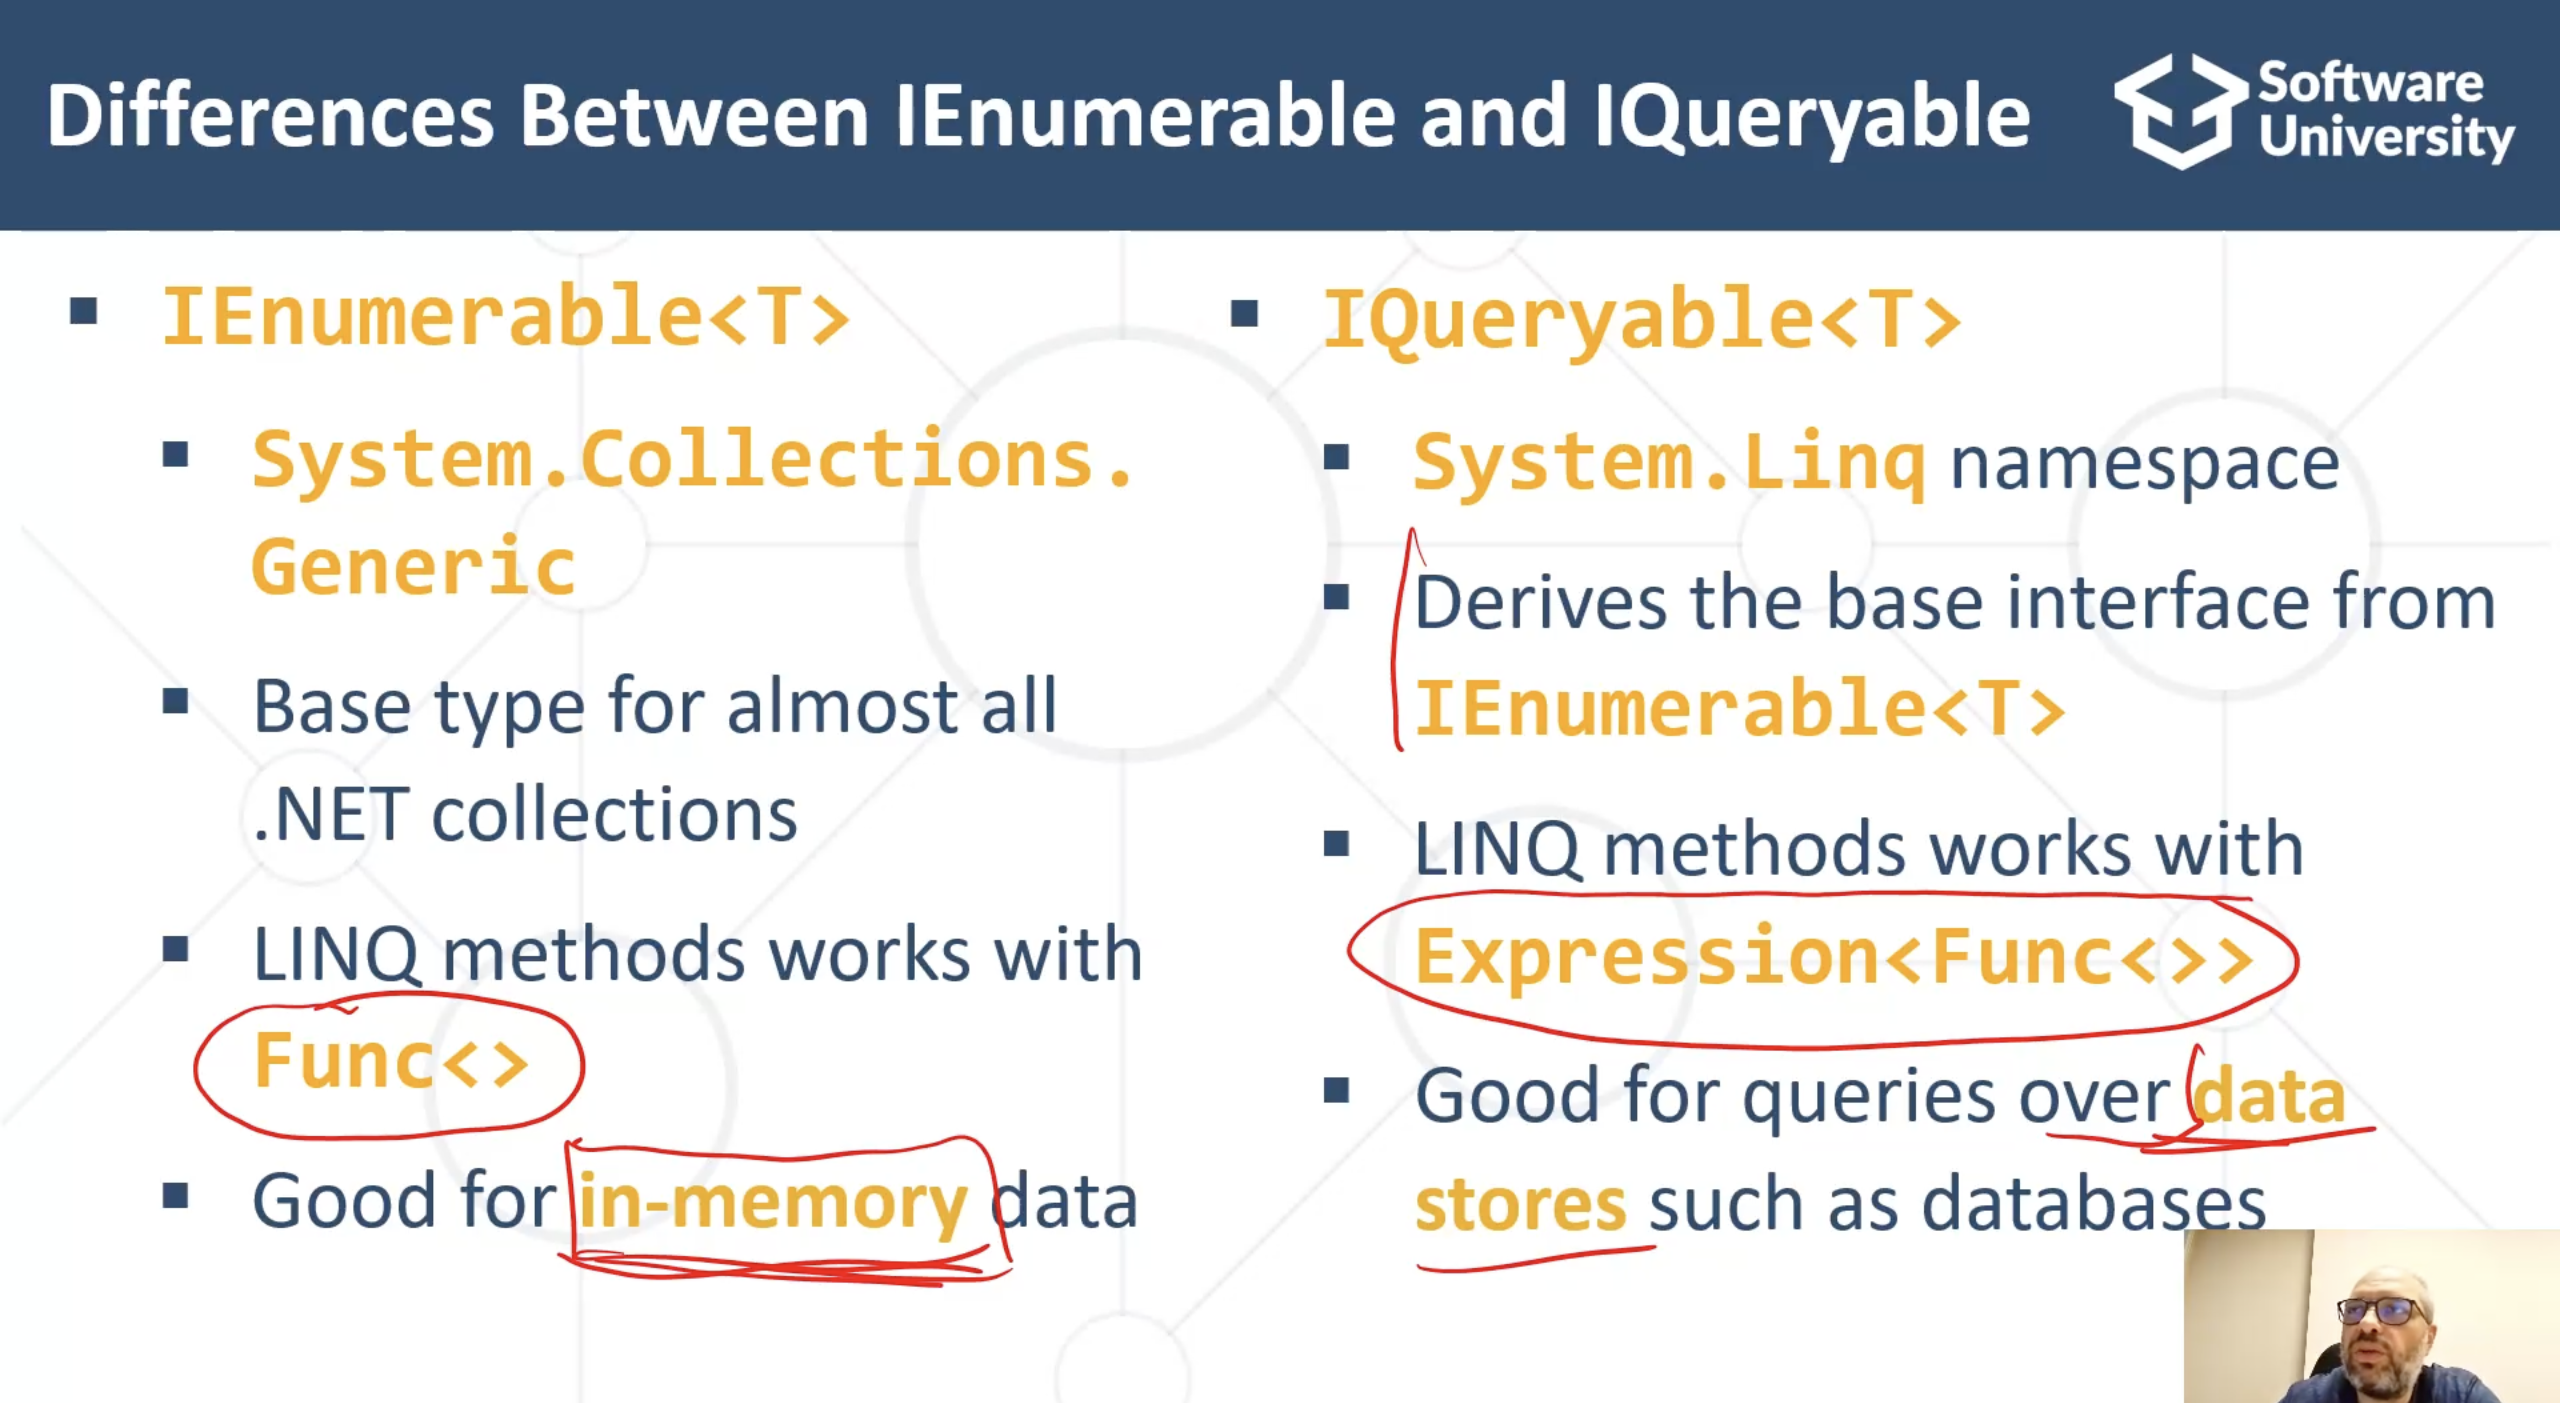 Differences Between IEnumerable and IQueryable
Software
University
IEnumerable<T>
System.Collections.
Generic
Base type for almost all
.NET collections
LINQ methods works with
Func<>
Good for in-memory data
IQueryable<T>
System.Linq namespace
Derives the base interface from
IEnumerable<T>
LINQ methods works with
Expression<Func<>>
Good for queries over data
stores such as databases